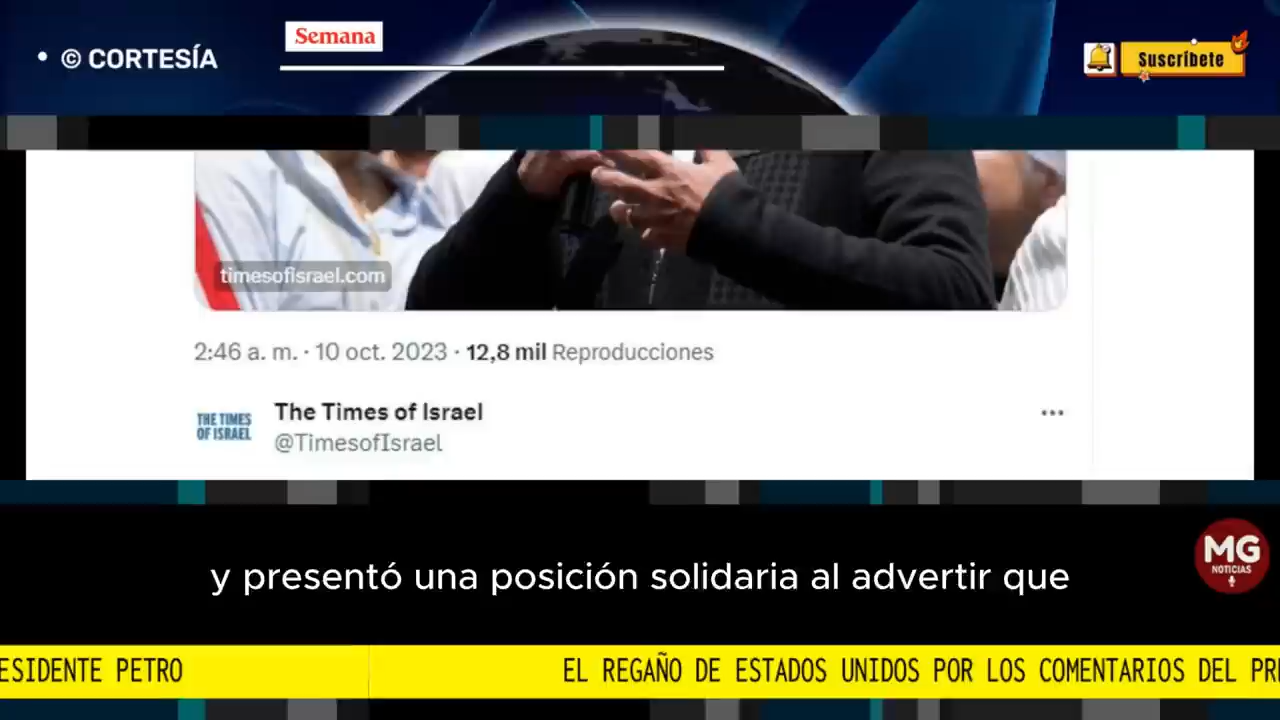 • © CORTESÍA
Semana
Suscríbete
timesofisrael.com
2:46 a. m. · 10 oct. 2023 · 12,8 mil Reproducciones
THE TIMES
OF ISRAEL
The Times of Israel
@TimesofIsrael
y presentó una posición solidaria al advertir que
MG
NOTICIAS
ESIDENTE PETRO
EL REGAÑO DE ESTADOS UNIDOS POR LOS COMENTARIOS DEL PRE